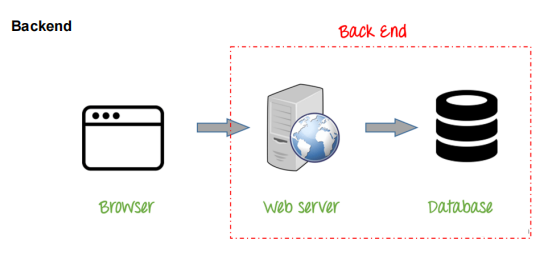 Backend
Back End
Browser
Web server
Database